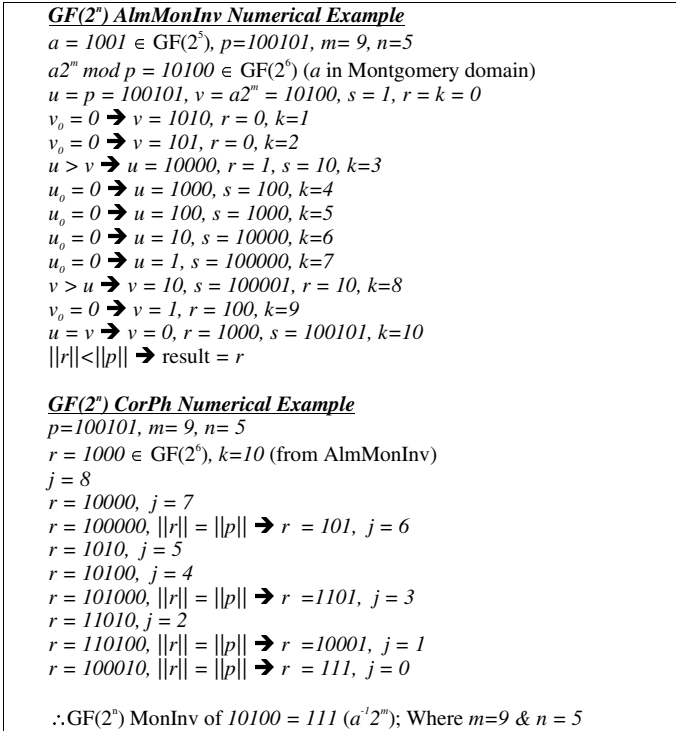 GF(2ⁿ) AlmMonInv Numerical Example
a = 1001 ∈ GF(2⁵), p=100101, m= 9, n=5
a2ᵐ mod p = 10100 ∈ GF(2⁶) (a in Montgomery domain)
u = p = 100101, v = a2ᵐ = 10100, s = 1, r = k = 0
v₀ = 0 ➔ v = 1010, r = 0, k=1
v₀ = 0 ➔ v = 101, r = 0, k=2
u > v ➔ u = 10000, r = 1, s = 10, k=3
u₀ = 0 ➔ u = 1000, s = 100, k=4
u₀ = 0 ➔ u = 100, s = 1000, k=5
u₀ = 0 ➔ u = 10, s = 10000, k=6
u₀ = 0 ➔ u = 1, s = 100000, k=7
v > u ➔ v = 10, s = 100001, r = 10, k=8
v₀ = 0 ➔ v = 1, r = 100, k=9
u = v ➔ v = 0, r = 1000, s = 100101, k=10
||r||<||p|| ➔ result = r
GF(2ⁿ) CorPh Numerical Example
p=100101, m= 9, n= 5
r = 1000 ∈ GF(2⁶), k=10 (from AlmMonInv)
j = 8
r = 10000, j = 7
r = 100000, ||r|| = ||p|| ➔ r = 101, j = 6
r = 1010, j = 5
r = 10100, j = 4
r = 101000, ||r|| = ||p|| ➔ r =1101, j = 3
r = 11010, j = 2
r = 110100, ||r|| = ||p|| ➔ r =10001, j = 1
r = 100010, ||r|| = ||p|| ➔ r = 111, j = 0
∴GF(2ⁿ) MonInv of 10100 = 111 (a⁻¹2ᵐ); Where m=9 & n = 5